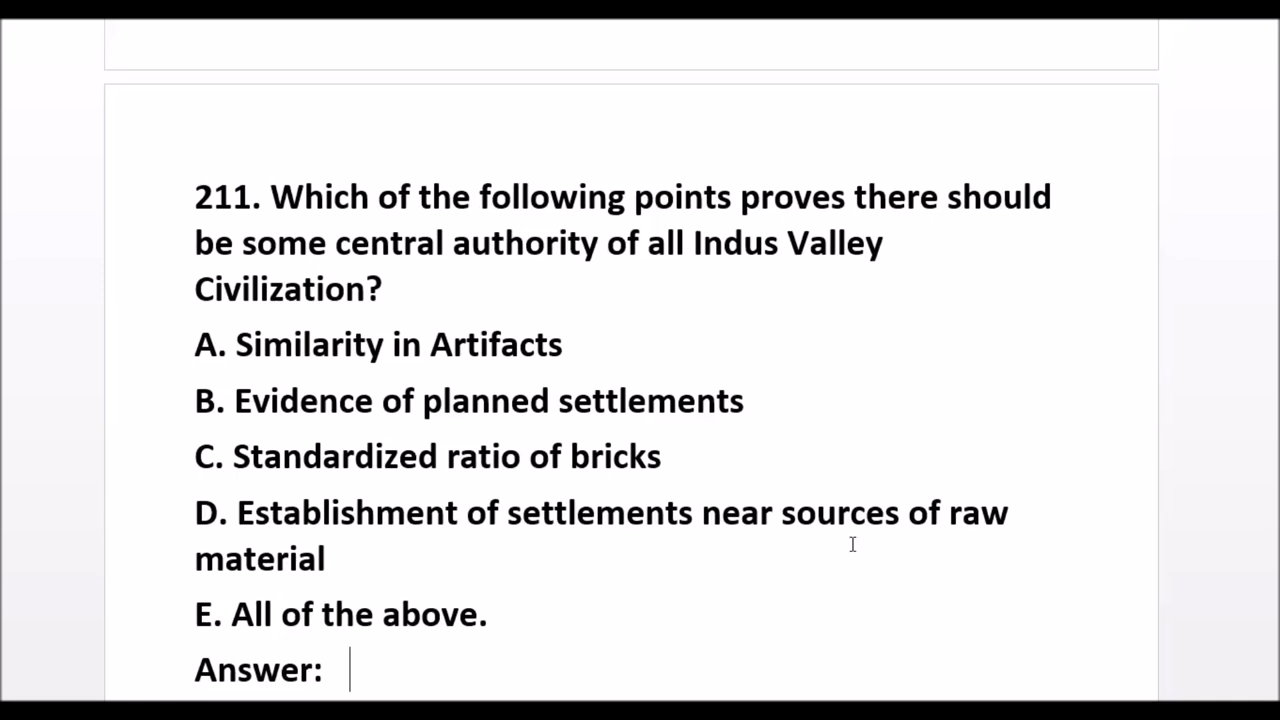 211. Which of the following points proves there should
be some central authority of all Indus Valley
Civilization?
A. Similarity in Artifacts
B. Evidence of planned settlements
C. Standardized ratio of bricks
D. Establishment of settlements near sources of raw
material
E. All of the above.
Answer: